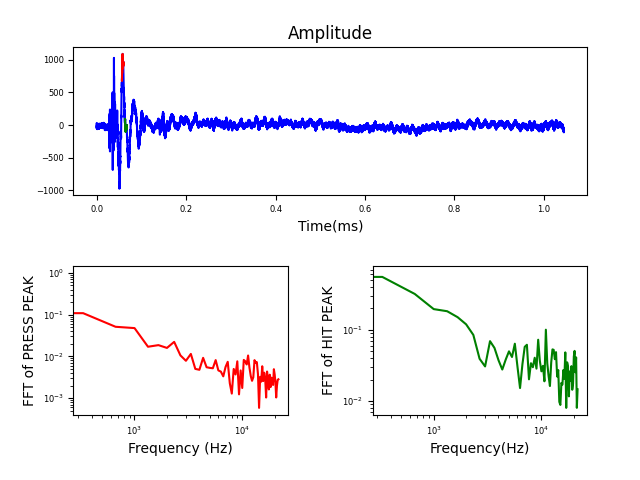 Amplitude
1000
500
0
−500
−1000
0.0 0.2 0.4 0.6 0.8 1.0
Time(ms)
FFT of PRESS PEAK
10⁰
10⁻¹
10⁻²
10⁻³
10³ 10⁴
Frequency (Hz)
FFT of HIT PEAK
10⁻¹
10⁻²
10³ 10⁴
Frequency(Hz)